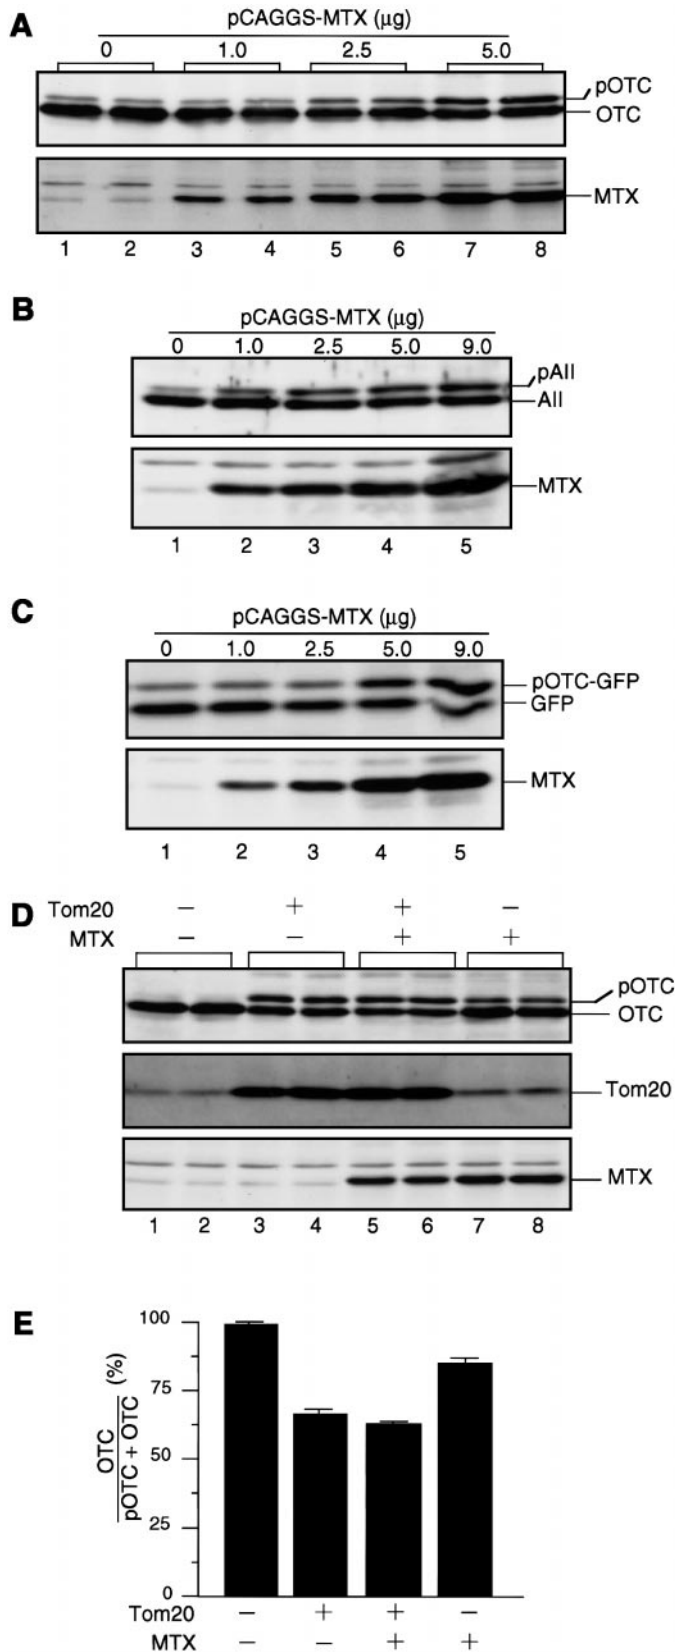 A
pCAGGS-MTX (μg)
0 1.0 2.5 5.0
pOTC
OTC
MTX
1 2 3 4 5 6 7 8
B
pCAGGS-MTX (μg)
0 1.0 2.5 5.0 9.0
pAll
All
MTX
1 2 3 4 5
C
pCAGGS-MTX (μg)
0 1.0 2.5 5.0 9.0
pOTC-GFP
GFP
MTX
1 2 3 4 5
D
Tom20 − + + −
MTX − − + +
pOTC
OTC
Tom20
MTX
1 2 3 4 5 6 7 8
E
OTC
pOTC + OTC
(%)
100
75
50
25
0
Tom20 − + + −
MTX − − + +